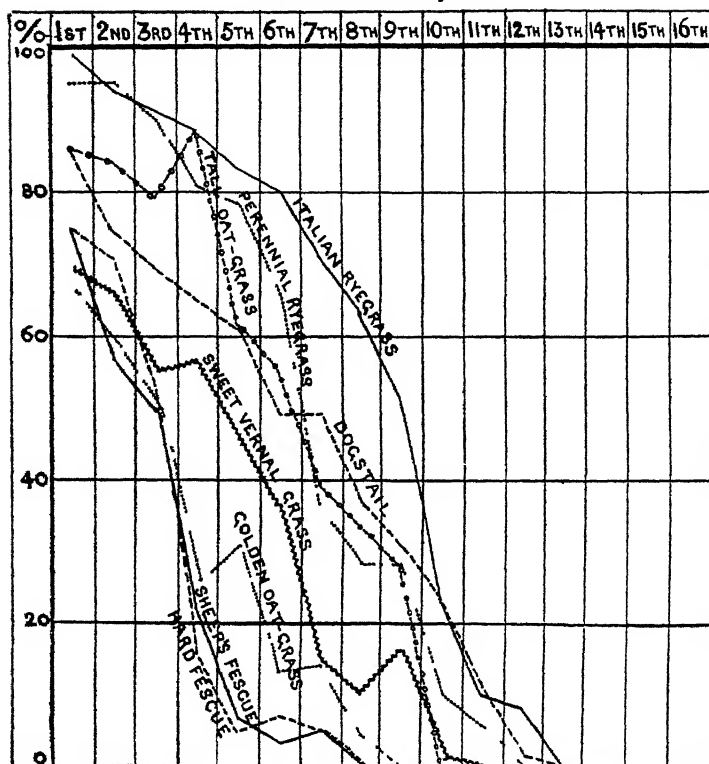 % 1ST 2ND 3RD 4TH 5TH 6TH 7TH 8TH 9TH 10TH 11TH 12TH 13TH 14TH 15TH 16TH
100
80
60
40
20
0
TALL OAT-GRASS
PERENNIAL RYEGRASS
ITALIAN RYEGRASS
SWEET VERNAL GRASS
DOGSTAIL
GOLDEN OAT-GRASS
SHEEP'S FESCUE
HARD FESCUE